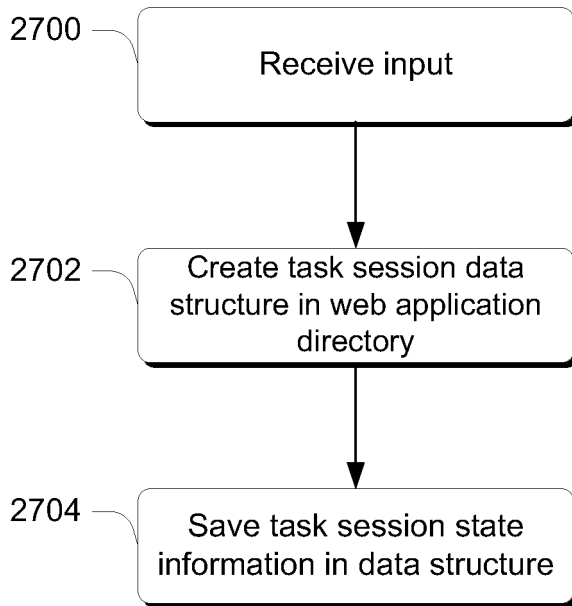 2700
Receive input
2702
Create task session data
structure in web application
directory
2704
Save task session state
information in data structure